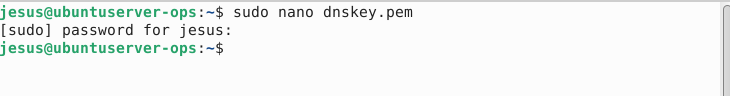 jesus@ubuntuserver-ops:~$ sudo nano dnskey.pem
[sudo] password for jesus:
jesus@ubuntuserver-ops:~$